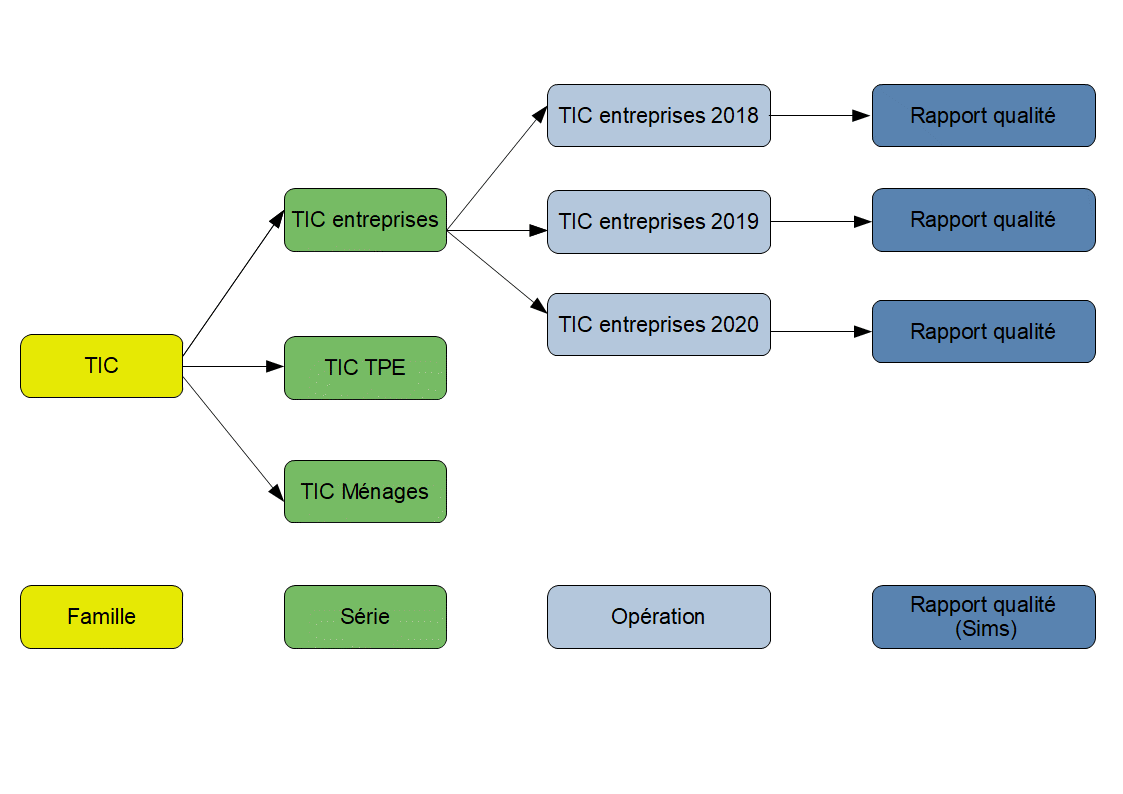 TIC entreprises 2018
Rapport qualité
TIC entreprises
TIC entreprises 2019
Rapport qualité
TIC entreprises 2020
Rapport qualité
TIC
TIC TPE
TIC Ménages
Famille
Série
Opération
Rapport qualité
(Sims)